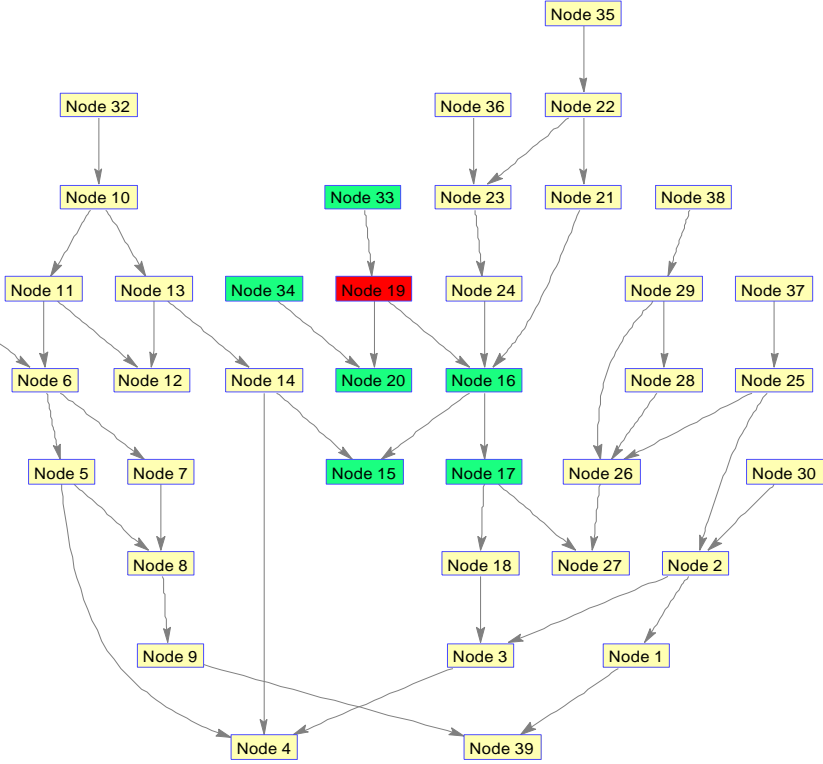 Node 35
Node 32
Node 36
Node 22
Node 10
Node 33
Node 23
Node 21
Node 38
Node 11
Node 13
Node 34
Node 19
Node 24
Node 29
Node 37
Node 6
Node 12
Node 14
Node 20
Node 16
Node 28
Node 25
Node 5
Node 7
Node 15
Node 17
Node 26
Node 30
Node 8
Node 18
Node 27
Node 2
Node 9
Node 3
Node 1
Node 4
Node 39